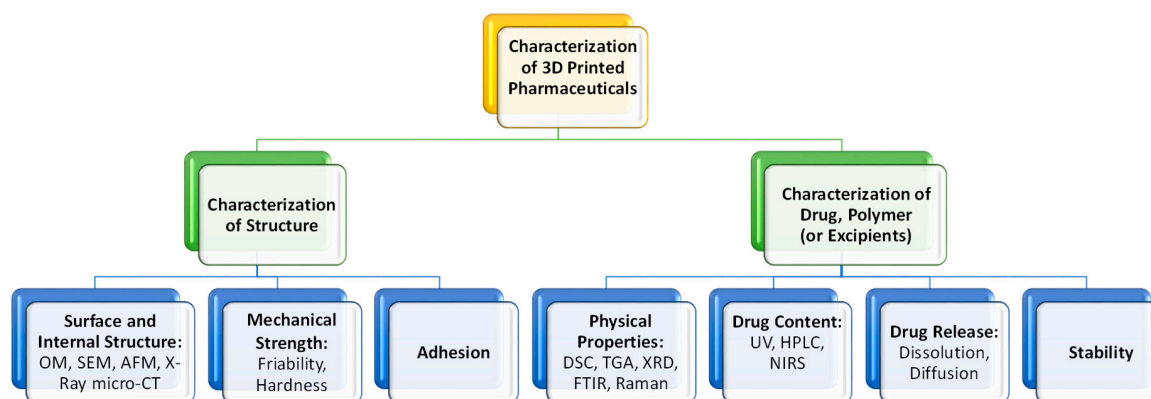 Characterization
of 3D Printed
Pharmaceuticals
Characterization
of Structure
Characterization of
Drug, Polymer
(or Excipients)
Surface and
Internal Structure:
OM, SEM, AFM, X-
Ray micro-CT
Mechanical
Strength:
Friability,
Hardness
Adhesion
Physical
Properties:
DSC, TGA, XRD,
FTIR, Raman
Drug Content:
UV, HPLC,
NIRS
Drug Release:
Dissolution,
Diffusion
Stability